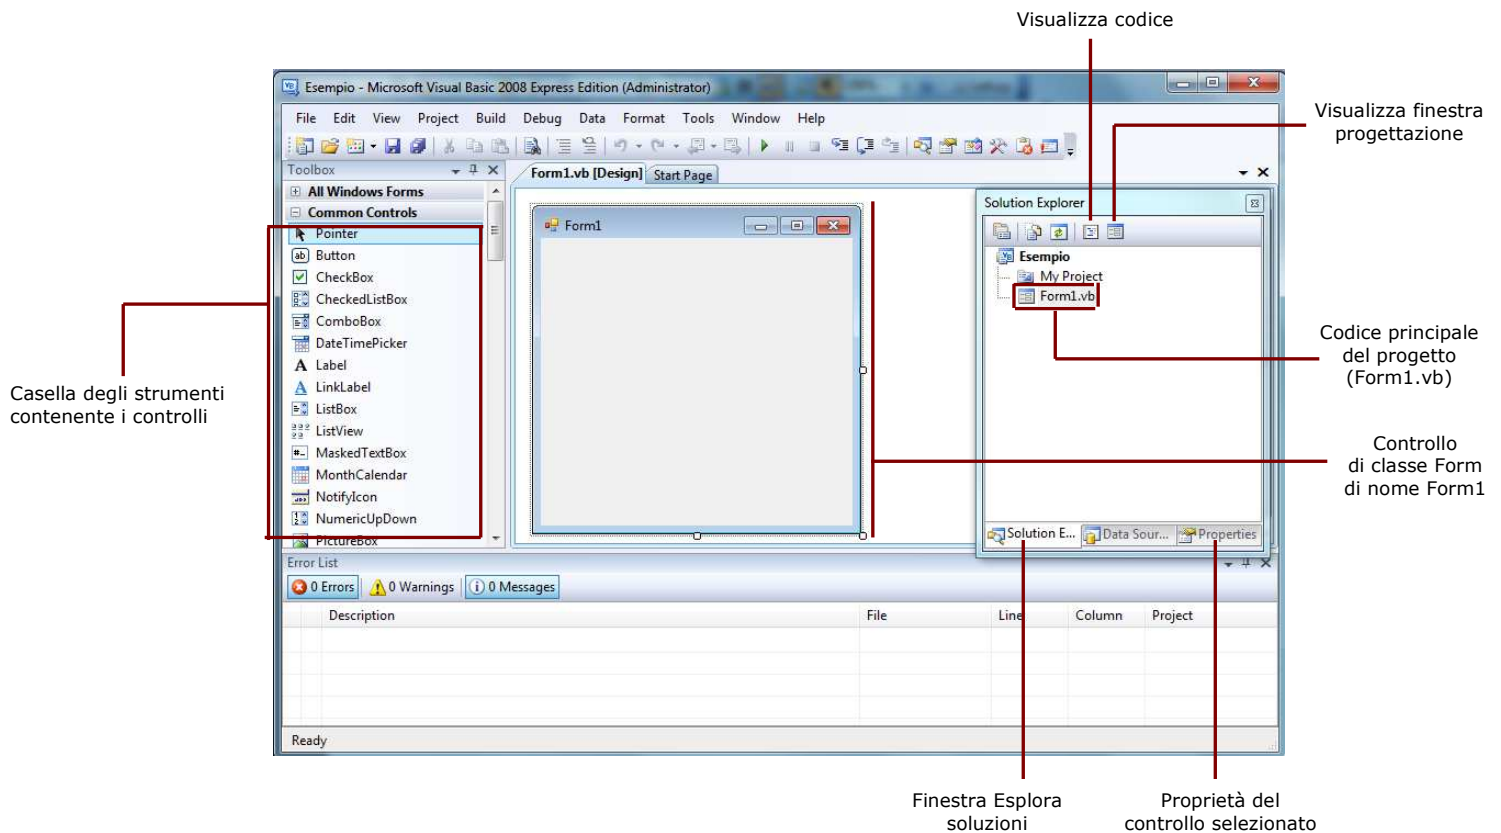 Visualizza codice
Esempio - Microsoft Visual Basic 2008 Express Edition (Administrator)
File Edit View Project Build Debug Data Format Tools Window Help
Visualizza finestra
progettazione
Toolbox
Form1.vb [Design] Start Page
All Windows Forms
Common Controls
Pointer
Button
CheckBox
CheckedListBox
ComboBox
DateTimePicker
Label
LinkLabel
ListBox
ListView
MaskedTextBox
MonthCalendar
NotifyIcon
NumericUpDown
PictureBox
Form1
Solution Explorer
Esempio
My Project
Form1.vb
Solution E... Data Sour... Properties
Casella degli strumenti
contenente i controlli
Codice principale
del progetto
(Form1.vb)
Controllo
di classe Form
di nome Form1
Error List
0 Errors 0 Warnings 0 Messages
Description File Line Column Project
Ready
Finestra Esplora
soluzioni
Proprietà del
controllo selezionato